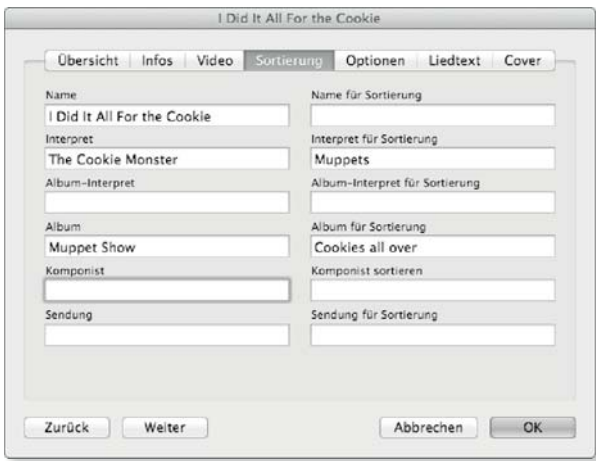 I Did It All For the Cookie
Übersicht Infos Video Sortierung Optionen Liedtext Cover
Name Name für Sortierung
I Did It All For the Cookie
Interpret Interpret für Sortierung
The Cookie Monster Muppets
Album-Interpret Album-Interpret für Sortierung
Album Album für Sortierung
Muppet Show Cookies all over
Komponist Komponist sortieren
Sendung Sendung für Sortierung
Zurück Weiter Abbrechen OK